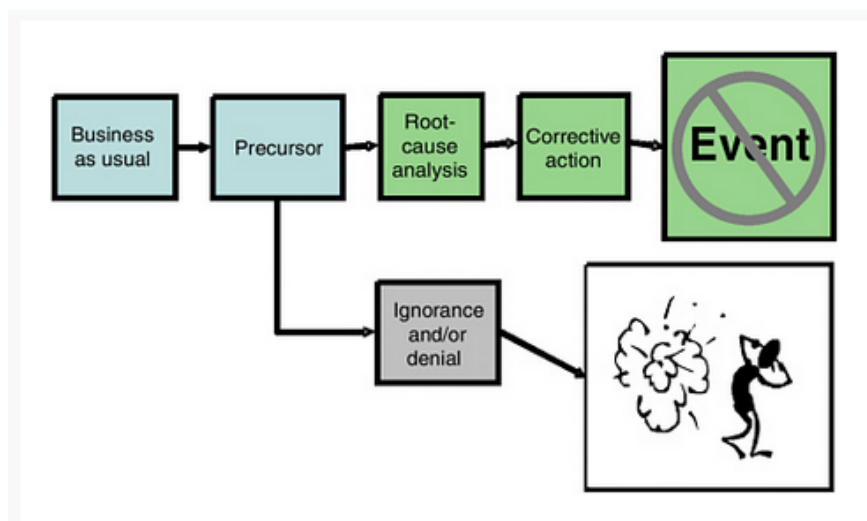 Business
as usual
Precursor
Root-
cause
analysis
Corrective
action
Event
Ignorance
and/or
denial